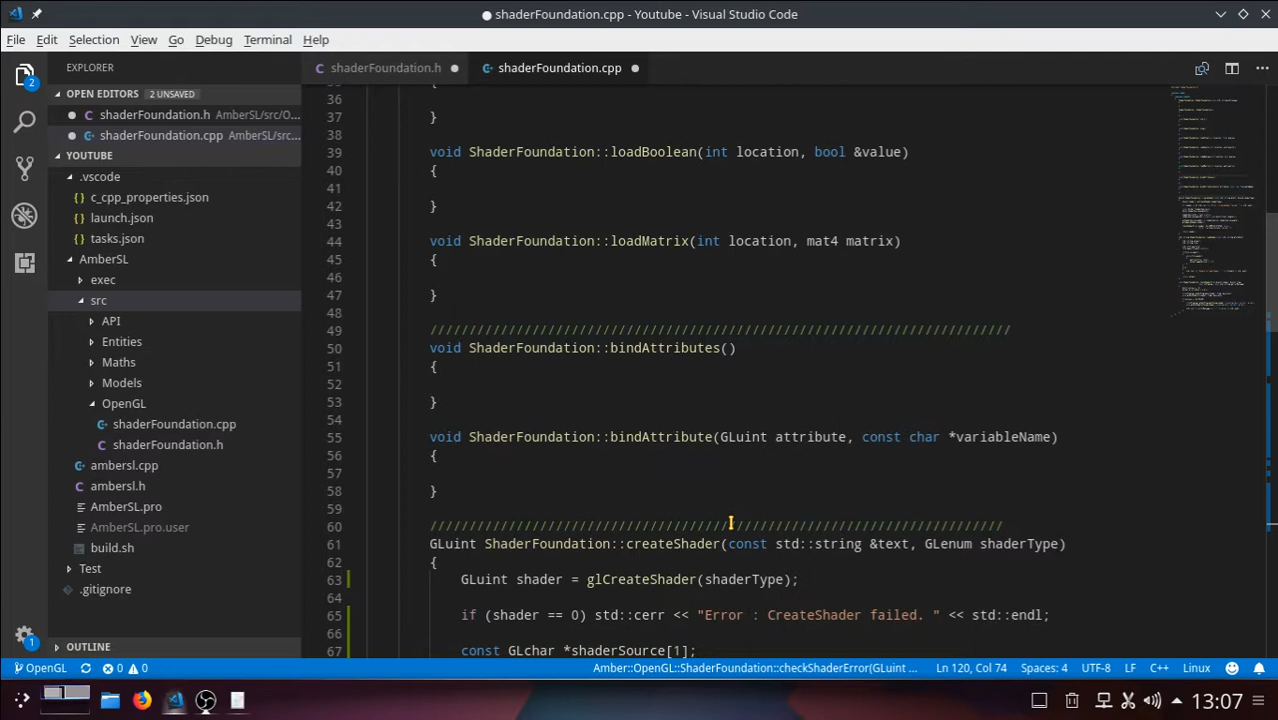 shaderFoundation.cpp - Youtube - Visual Studio Code
File Edit Selection View Go Debug Terminal Help
EXPLORER
shaderFoundation.h
shaderFoundation.cpp
OPEN EDITORS 2 UNSAVED
shaderFoundation.h AmberSL/src/O...
shaderFoundation.cpp AmberSL/src...
YOUTUBE
.vscode
c_cpp_properties.json
launch.json
tasks.json
AmberSL
exec
src
API
Entities
Maths
Models
OpenGL
shaderFoundation.cpp
shaderFoundation.h
ambersl.cpp
ambersl.h
AmberSL.pro
AmberSL.pro.user
build.sh
Test
.gitignore
OUTLINE
2
1
36
37 }
38
39 void ShaderFoundation::loadBoolean(int location, bool &value)
40 {
41
42 }
43
44 void ShaderFoundation::loadMatrix(int location, mat4 matrix)
45 {
46
47 }
48
49 //////////////////////////////////////////////////////////////////////////
50 void ShaderFoundation::bindAttributes()
51 {
52
53 }
54
55 void ShaderFoundation::bindAttribute(GLuint attribute, const char *variableName)
56 {
57
58 }
59
60 /////////////////////////////////////////////////////////////////////////
61 GLuint ShaderFoundation::createShader(const std::string &text, GLenum shaderType)
62 {
63 GLuint shader = glCreateShader(shaderType);
64
65 if (shader == 0) std::cerr << "Error : CreateShader failed. " << std::endl;
66
67 const GLchar *shaderSource[1];
OpenGL 0 0 Amber::OpenGL::ShaderFoundation::checkShaderError(GLuint ... Ln 120, Col 74 Spaces: 4 UTF-8 LF C++ Linux
13:07